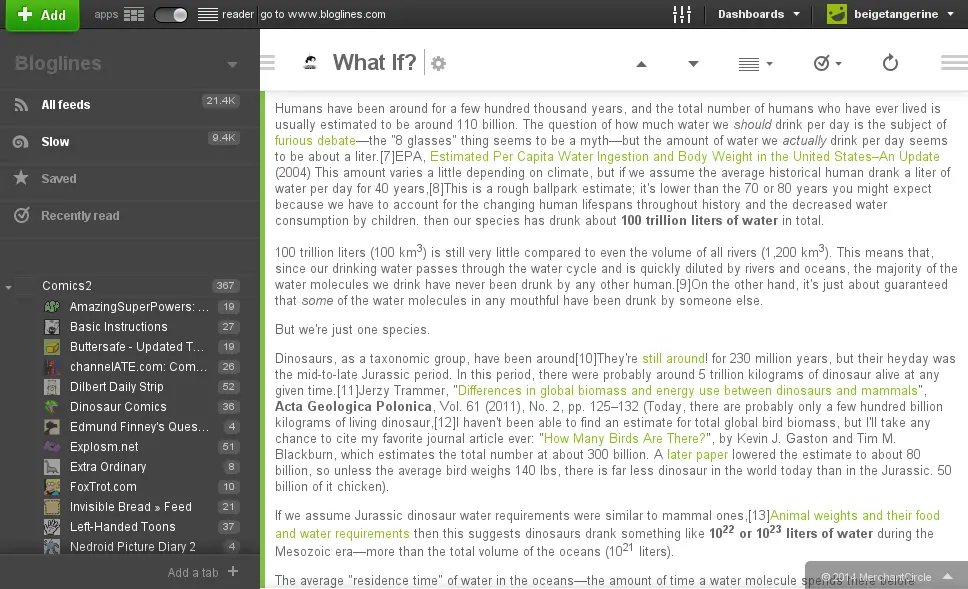 Add
apps
reader
go to www.bloglines.com
Dashboards
beigetangerine
Bloglines
All feeds 21.4K
Slow 9.4K
Saved
Recently read
Comics2 367
AmazingSuperPowers: ... 19
Basic Instructions 27
Buttersafe - Updated T... 19
channelATE.com: Com... 26
Dilbert Daily Strip 52
Dinosaur Comics 36
Edmund Finney's Ques... 4
Explosm.net 51
Extra Ordinary 8
FoxTrot.com 10
Invisible Bread » Feed 21
Left-Handed Toons 37
Nedroid Picture Diary 2 4
Add a tab +
What If?
Humans have been around for a few hundred thousand years, and the total number of humans who have ever lived is
usually estimated to be around 110 billion. The question of how much water we should drink per day is the subject of
furious debate—the "8 glasses" thing seems to be a myth—but the amount of water we actually drink per day seems
to be about a liter.[7]EPA, Estimated Per Capita Water Ingestion and Body Weight in the United States–An Update
(2004) This amount varies a little depending on climate, but if we assume the average historical human drank a liter of
water per day for 40 years,[8]This is a rough ballpark estimate; it's lower than the 70 or 80 years you might expect
because we have to account for the changing human lifespans throughout history and the decreased water
consumption by children. then our species has drunk about 100 trillion liters of water in total.
100 trillion liters (100 km3) is still very little compared to even the volume of all rivers (1,200 km3). This means that,
since our drinking water passes through the water cycle and is quickly diluted by rivers and oceans, the majority of the
water molecules we drink have never been drunk by any other human.[9]On the other hand, it's just about guaranteed
that some of the water molecules in any mouthful have been drunk by someone else.
But we're just one species.
Dinosaurs, as a taxonomic group, have been around[10]They're still around! for 230 million years, but their heyday was
the mid-to-late Jurassic period. In this period, there were probably around 5 trillion kilograms of dinosaur alive at any
given time.[11]Jerzy Trammer, "Differences in global biomass and energy use between dinosaurs and mammals",
Acta Geologica Polonica, Vol. 61 (2011), No. 2, pp. 125–132 (Today, there are probably only a few hundred billion
kilograms of living dinosaur,[12]I haven't been able to find an estimate for total global bird biomass, but I'll take any
chance to cite my favorite journal article ever: "How Many Birds Are There?", by Kevin J. Gaston and Tim M.
Blackburn, which estimates the total number at about 300 billion. A later paper lowered the estimate to about 80
billion, so unless the average bird weighs 140 lbs, there is far less dinosaur in the world today than in the Jurassic. 50
billion of it chicken).
If we assume Jurassic dinosaur water requirements were similar to mammal ones,[13]Animal weights and their food
and water requirements then this suggests dinosaurs drank something like 10²² or 10²³ liters of water during the
Mesozoic era—more than the total volume of the oceans (10²¹ liters).
The average "residence time" of water in the oceans—the amount of time a water molecule spends there before
© 2014 MerchantCircle